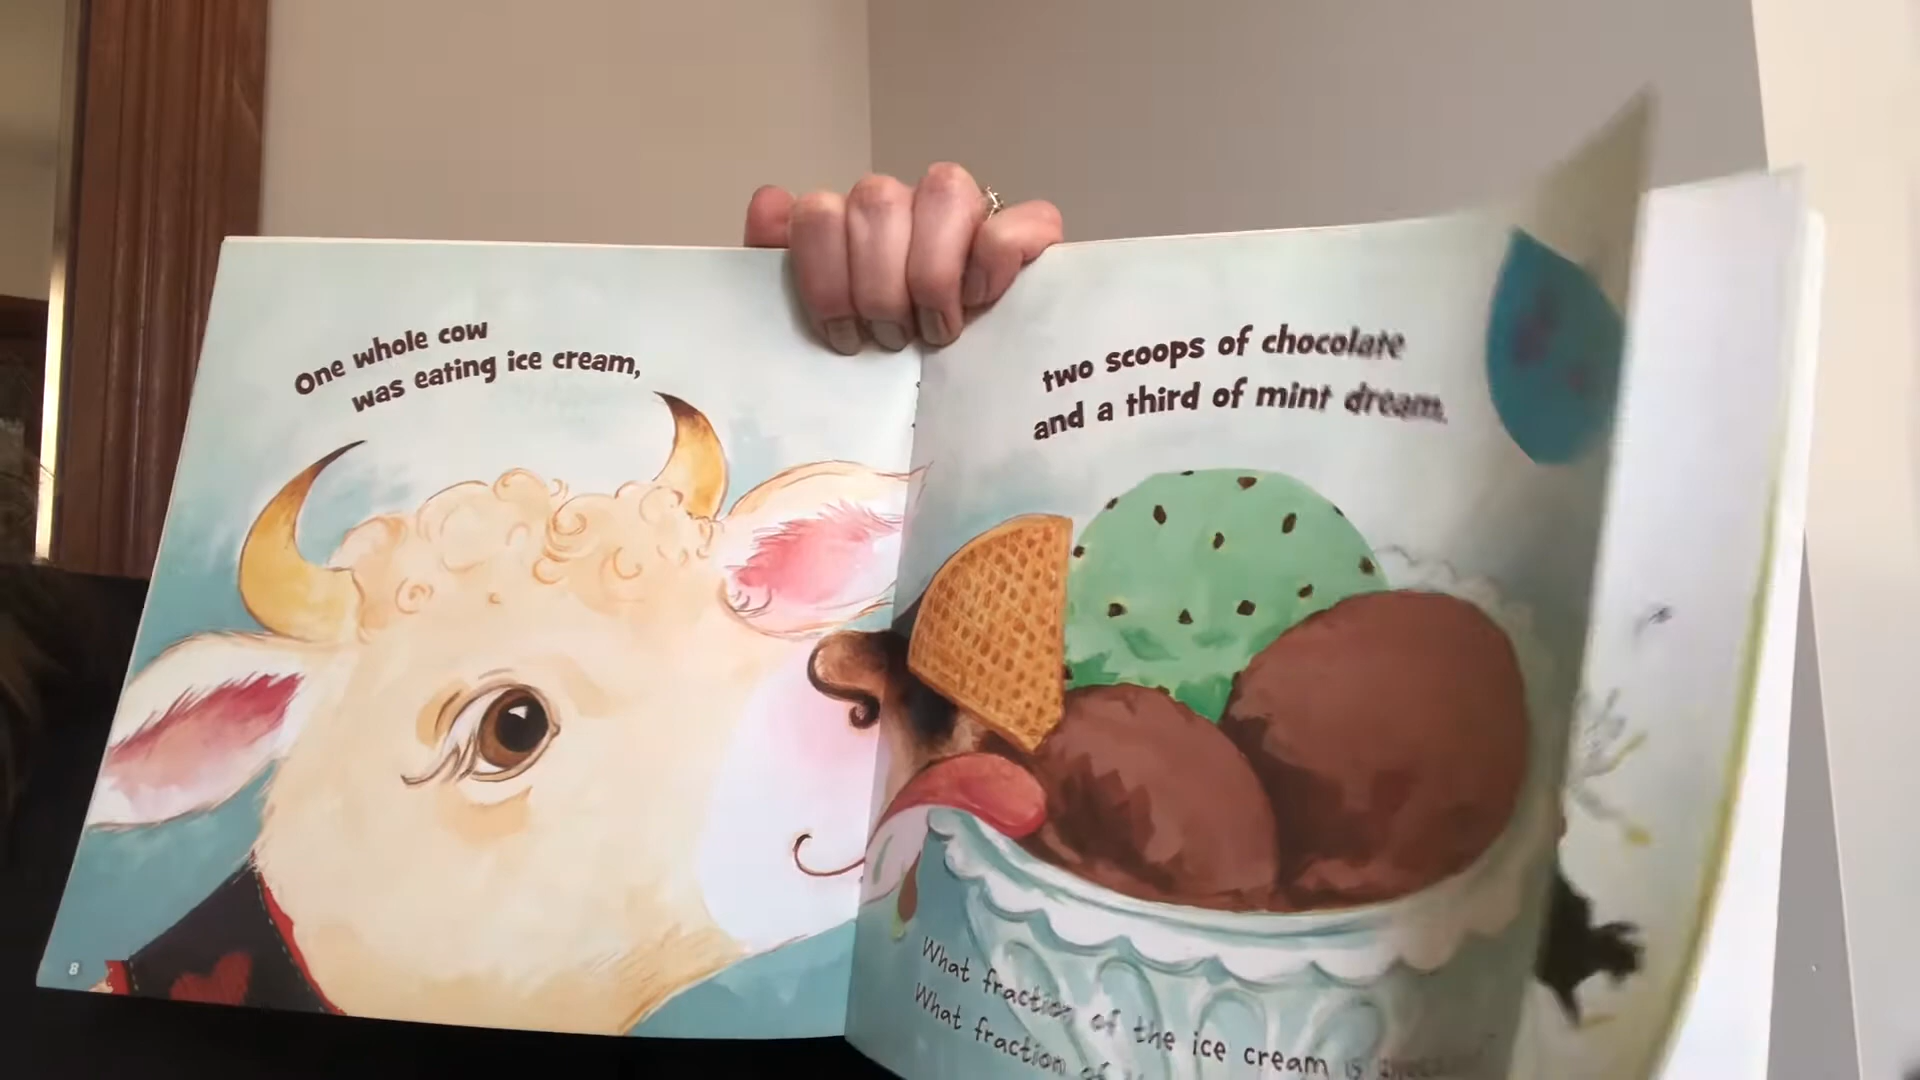 One whole cow
was eating ice cream,
two scoops of chocolate
and a third of mint dream.
8
What fraction of the ice cream is
What fraction of